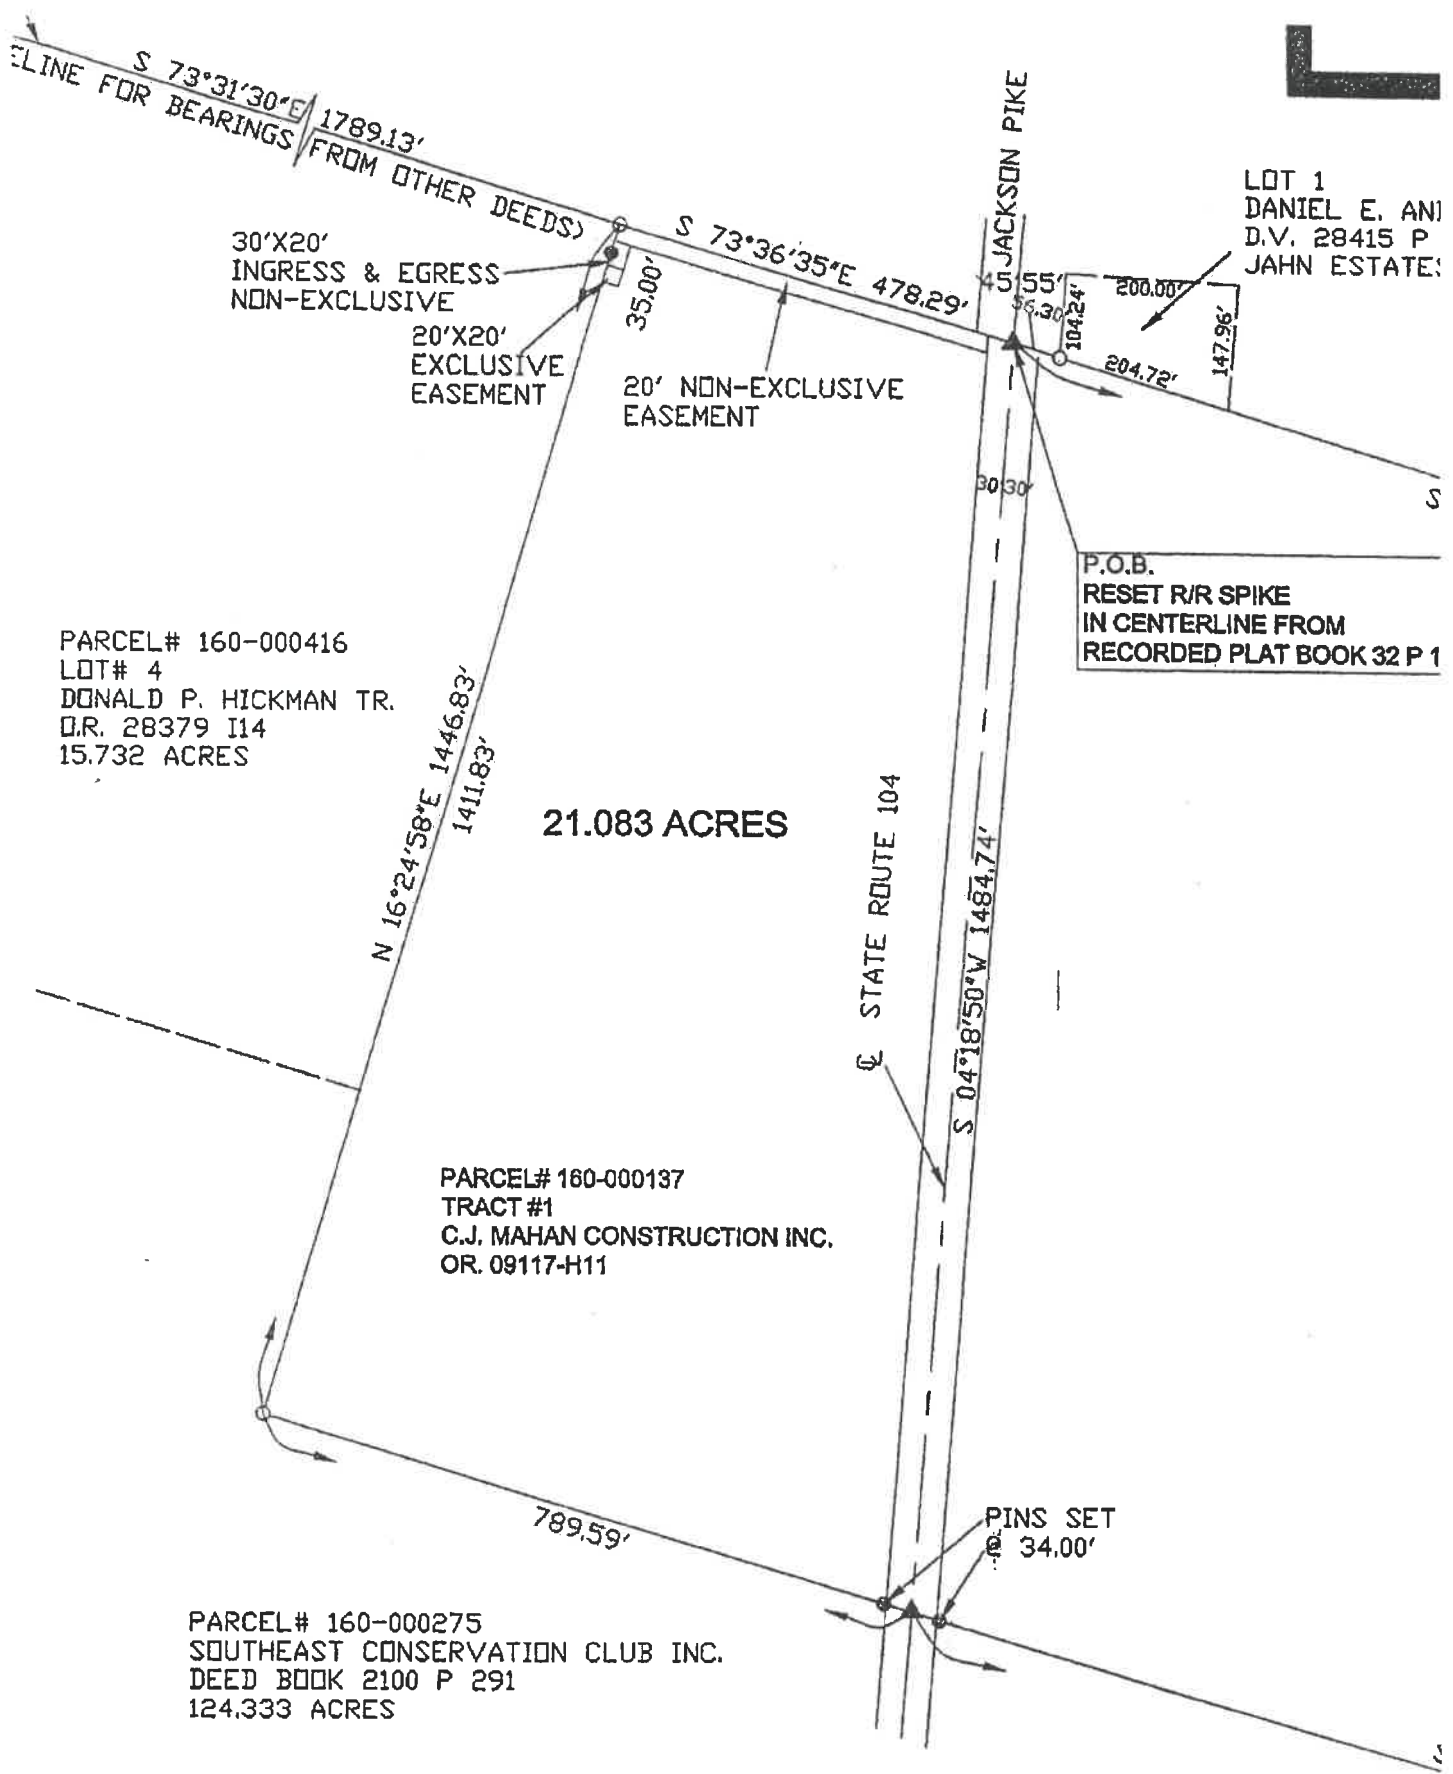 S 73°31'30"E 1789.13'
FOR BEARINGS FROM OTHER DEEDS)
JACKSON PIKE
LOT 1
DANIEL E.
D.V. 28415 P
JAHN ESTATES
30'X20'
INGRESS & EGRESS
NON-EXCLUSIVE
S 73°36'35"E 478.29'
45' 55'
56.30'
104.24'
200.00'
147.96'
204.72'
35.00'
20'X20'
EXCLUSIVE
EASEMENT
20' NON-EXCLUSIVE
EASEMENT
30' 30'
P.O.B.
RESET R/R SPIKE
IN CENTERLINE FROM
RECORDED PLAT BOOK 32 P 1
PARCEL# 160-000416
LOT# 4
DONALD P. HICKMAN TR.
O.R. 28379 I14
15.732 ACRES
N 16°24'58"E 1446.83'
1411.83'
21.083 ACRES
℄ STATE ROUTE 104
S 04°18'50"W 1484.74'
PARCEL# 160-000137
TRACT #1
C.J. MAHAN CONSTRUCTION INC.
OR. 09117-H11
789.59'
PINS SET
@ 34.00'
PARCEL# 160-000275
SOUTHEAST CONSERVATION CLUB INC.
DEED BOOK 2100 P 291
124.333 ACRES